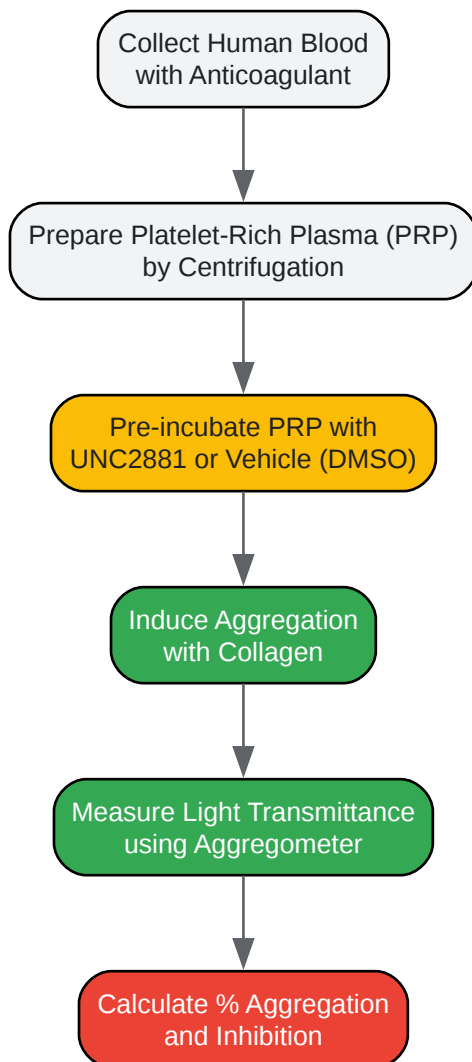 Collect Human Blood
with Anticoagulant
Prepare Platelet-Rich Plasma (PRP)
by Centrifugation
Pre-incubate PRP with
UNC2881 or Vehicle (DMSO)
Induce Aggregation
with Collagen
Measure Light Transmittance
using Aggregometer
Calculate % Aggregation
and Inhibition